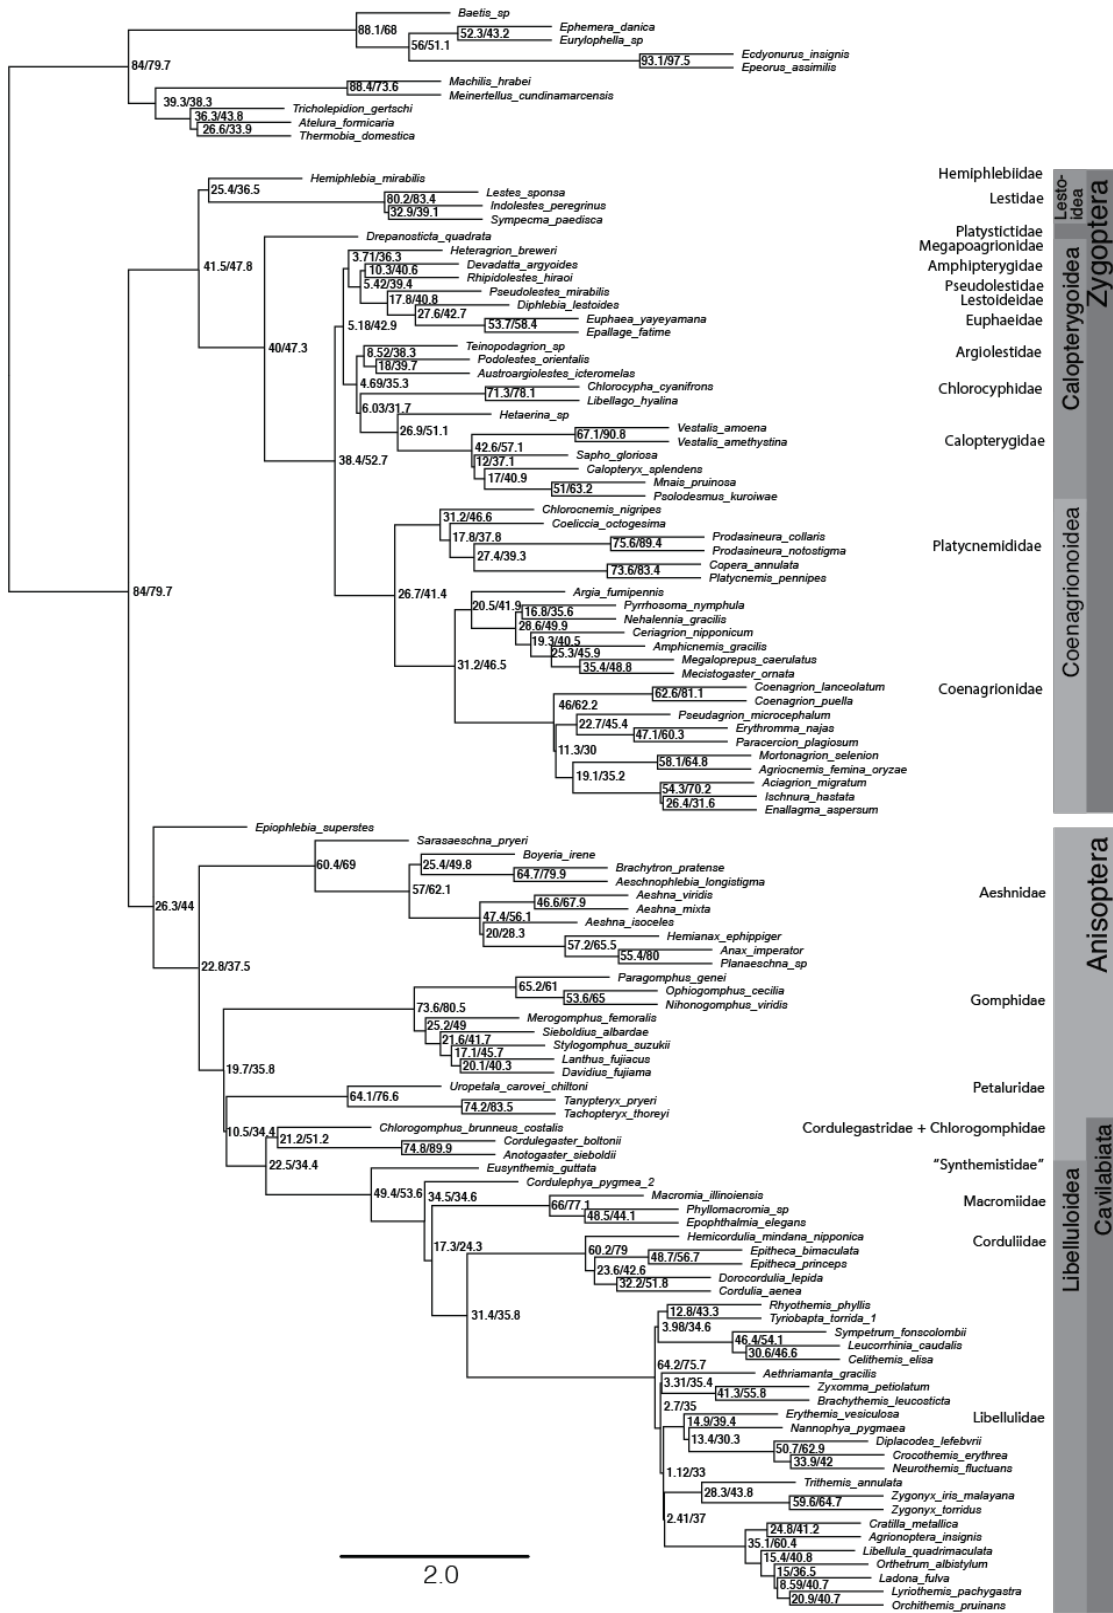 Baetis_sp
88.1/68
Ephemera_danica
52.3/43.2
Eurylophella_sp
56/51.1
Ecdyonurus_insignis
93.1/97.5
Epeorus_assimilis
84/79.7
Machilis_hrabei
88.4/73.6
Meinertellus_cundinamarcensis
39.3/38.3
Tricholepidion_gertschi
36.3/43.8
Atelura_formicaria
26.6/33.9
Thermobia_domestica
Hemiphlebiidae
Hemiphlebia_mirabilis
25.4/36.5
Lestes_sponsa
80.2/83.4
Lestidae
Indolestes_peregrinus
32.9/39.1
Sympecma_paedisca
Lesto-
idea
Zygoptera
Platystictidae
Drepanosticta_quadrata
Megapoagrionidae
Heteragrion_breweri
3.71/36.3
41.5/47.8
Devadatta_argyoides
Amphipterygidae
10.3/40.6
Rhipidolestes_hiraoi
5.42/39.4
Pseudolestidae
Pseudolestes_mirabilis
17.8/40.8
Lestoideidae
Diphlebia_lestoides
27.6/42.7
Euphaea_yayeyamana
Euphaeidae
5.18/42.9
53.7/58.4
Epallage_fatime
Calopterygoidea
40/47.3
Teinopodagrion_sp
8.52/38.3
Argiolestidae
Podolestes_orientalis
18/39.7
Austroargiolestes_icteromelas
4.69/35.3
Chlorocypha_cyanifrons
71.3/78.1
Chlorocyphidae
Libellago_hyalina
6.03/31.7
Hetaerina_sp
26.9/51.1
Vestalis_amoena
67.1/90.8
Calopterygidae
Vestalis_amethystina
42.6/57.1
Sapho_gloriosa
38.4/52.7
12/37.1
Calopteryx_splendens
17/40.9
Mnais_pruinosa
51/63.2
Psolodesmus_kuroiwae
Chlorocnemis_nigripes
31.2/46.6
Coeliccia_octogesima
17.8/37.8
Prodasineura_collaris
75.6/89.4
Platycnemididae
Prodasineura_notostigma
27.4/39.3
Copera_annulata
73.6/83.4
Platycnemis_pennipes
Coenagrionoidea
84/79.7
26.7/41.4
Argia_fumipennis
20.5/41.9
Pyrrhosoma_nymphula
16.8/35.6
Nehalennia_gracilis
28.6/49.9
Ceriagrion_nipponicum
19.3/40.5
Amphicnemis_gracilis
25.3/45.9
Megaloprepus_caerulatus
31.2/46.5
35.4/48.8
Mecistogaster_ornata
Coenagrionidae
Coenagrion_lanceolatum
62.6/81.1
Coenagrion_puella
46/62.2
Pseudagrion_microcephalum
22.7/45.4
Erythromma_najas
47.1/60.3
Paracercion_plagiosum
11.3/30
Mortonagrion_selenion
58.1/64.8
Agriocnemis_femina_oryzae
19.1/35.2
Aciagrion_migratum
54.3/70.2
Ischnura_hastata
26.4/31.6
Enallagma_aspersum
Epiophlebia_superstes
Sarasaeschna_pryeri
Boyeria_irene
60.4/69
25.4/49.8
Brachytron_pratense
64.7/79.9
Aeschnophlebia_longistigma
57/62.1
Aeshnidae
Aeshna_viridis
46.6/67.9
26.3/44
Aeshna_mixta
47.4/56.1
Aeshna_isoceles
20/28.3
Hemianax_ephippiger
57.2/65.5
Anax_imperator
55.4/80
Planaeschna_sp
Anisoptera
22.8/37.5
Paragomphus_genei
65.2/61
Ophiogomphus_cecilia
53.6/65
Gomphidae
Nihonogomphus_viridis
73.6/80.5
Merogomphus_femoralis
25.2/49
Sieboldius_albardae
21.6/41.7
Stylogomphus_suzukii
17.1/45.7
Lanthus_fujiacus
20.1/40.3
Davidius_fujiama
19.7/35.8
Uropetala_carovei_chiltoni
Petaluridae
64.1/76.6
Tanypteryx_pryeri
74.2/83.5
Tachopteryx_thoreyi
10.5/34.4
Chlorogomphus_brunneus_costalis
Cordulegastridae + Chlorogomphidae
21.2/51.2
Cordulegaster_boltonii
74.8/89.9
Anotogaster_sieboldii
22.5/34.4
Eusynthemis_guttata
"Synthemistidae"
Cavilabiata
Cordulephya_pygmea_2
49.4/53.6
34.5/34.6
Macromia_illinoiensis
66/77.1
Macromiidae
Phyllomacromia_sp
48.5/44.1
Epophthalmia_elegans
17.3/24.3
Hemicordulia_mindana_nipponica
Corduliidae
60.2/79
Epitheca_bimaculata
48.7/56.7
Epitheca_princeps
23.6/42.6
Dorocordulia_lepida
32.2/51.8
Cordulia_aenea
Libelluloidea
31.4/35.8
Rhyothemis_phyllis
12.8/43.3
Tyriobapta_torrida_1
3.98/34.6
Sympetrum_fonscolombii
46.4/54.1
Leucorrhinia_caudalis
30.6/46.6
Celithemis_elisa
64.2/75.7
Aethriamanta_gracilis
3.31/35.4
Zyxomma_petiolatum
41.3/55.8
Brachythemis_leucosticta
2.7/35
Erythemis_vesiculosa
Libellulidae
14.9/39.4
Nannophya_pygmaea
13.4/30.3
Diplacodes_lefebvrii
50.7/62.9
Crocothemis_erythrea
33.9/42
Neurothemis_fluctuans
1.12/33
Trithemis_annulata
28.3/43.8
Zygonyx_iris_malayana
59.6/64.7
Zygonyx_torridus
2.41/37
Cratilla_metallica
24.8/41.2
Agrionoptera_insignis
35.1/60.4
Libellula_quadrimaculata
15.4/40.8
Orthetrum_albistylum
15/36.5
Ladona_fulva
8.59/40.7
Lyriothemis_pachygastra
20.9/40.7
Orchithemis_pruinans
2.0